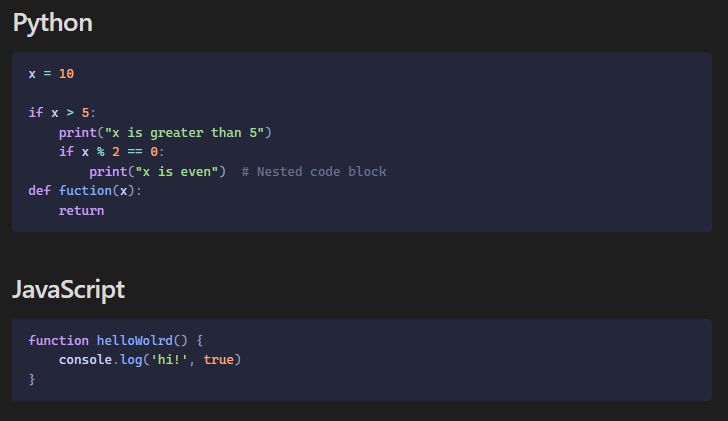 Python
x = 10
if x > 5:
    print("x is greater than 5")
    if x % 2 == 0:
        print("x is even")  # Nested code block
def fuction(x):
    return
JavaScript
function helloWolrd() {
    console.log('hi!', true)
}